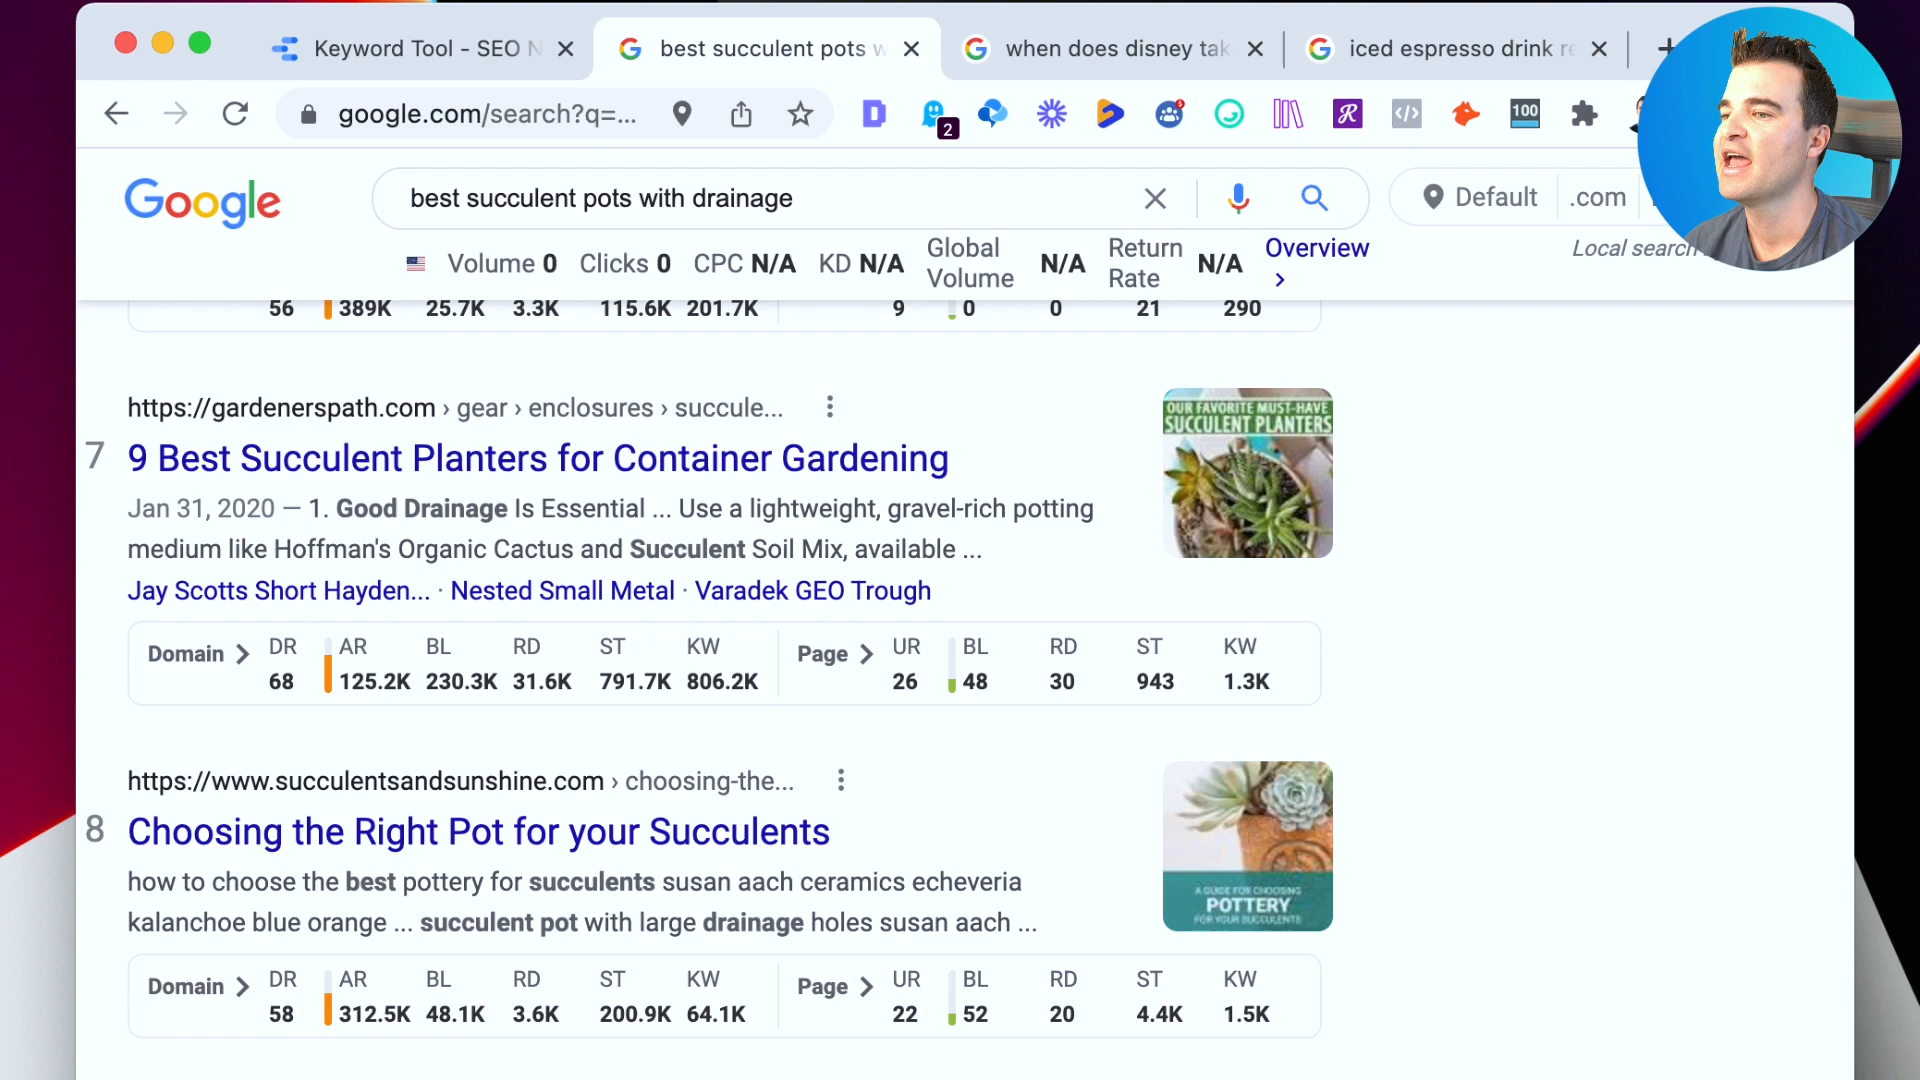 Keyword Tool - SEO N
best succulent pots w
when does disney tak
iced espresso drink re
google.com/search?q=...
2
100
Google
best succulent pots with drainage
Default
.com
Volume 0 Clicks 0 CPC N/A KD N/A Global Volume N/A Return Rate N/A Overview >
Local search
56 389K 25.7K 3.3K 115.6K 201.7K 9 0 0 21 290
https://gardenerspath.com › gear › enclosures › succule...
7 9 Best Succulent Planters for Container Gardening
Jan 31, 2020 — 1. Good Drainage Is Essential ... Use a lightweight, gravel-rich potting
medium like Hoffman's Organic Cactus and Succulent Soil Mix, available ...
Jay Scotts Short Hayden... · Nested Small Metal · Varadek GEO Trough
OUR FAVORITE MUST-HAVE
SUCCULENT PLANTERS
Domain > DR AR BL RD ST KW Page > UR BL RD ST KW
68 125.2K 230.3K 31.6K 791.7K 806.2K 26 48 30 943 1.3K
https://www.succulentsandsunshine.com › choosing-the...
8 Choosing the Right Pot for your Succulents
how to choose the best pottery for succulents susan aach ceramics echeveria
kalanchoe blue orange ... succulent pot with large drainage holes susan aach ...
A GUIDE FOR CHOOSING
POTTERY
FOR YOUR SUCCULENTS
Domain > DR AR BL RD ST KW Page > UR BL RD ST KW
58 312.5K 48.1K 3.6K 200.9K 64.1K 22 52 20 4.4K 1.5K